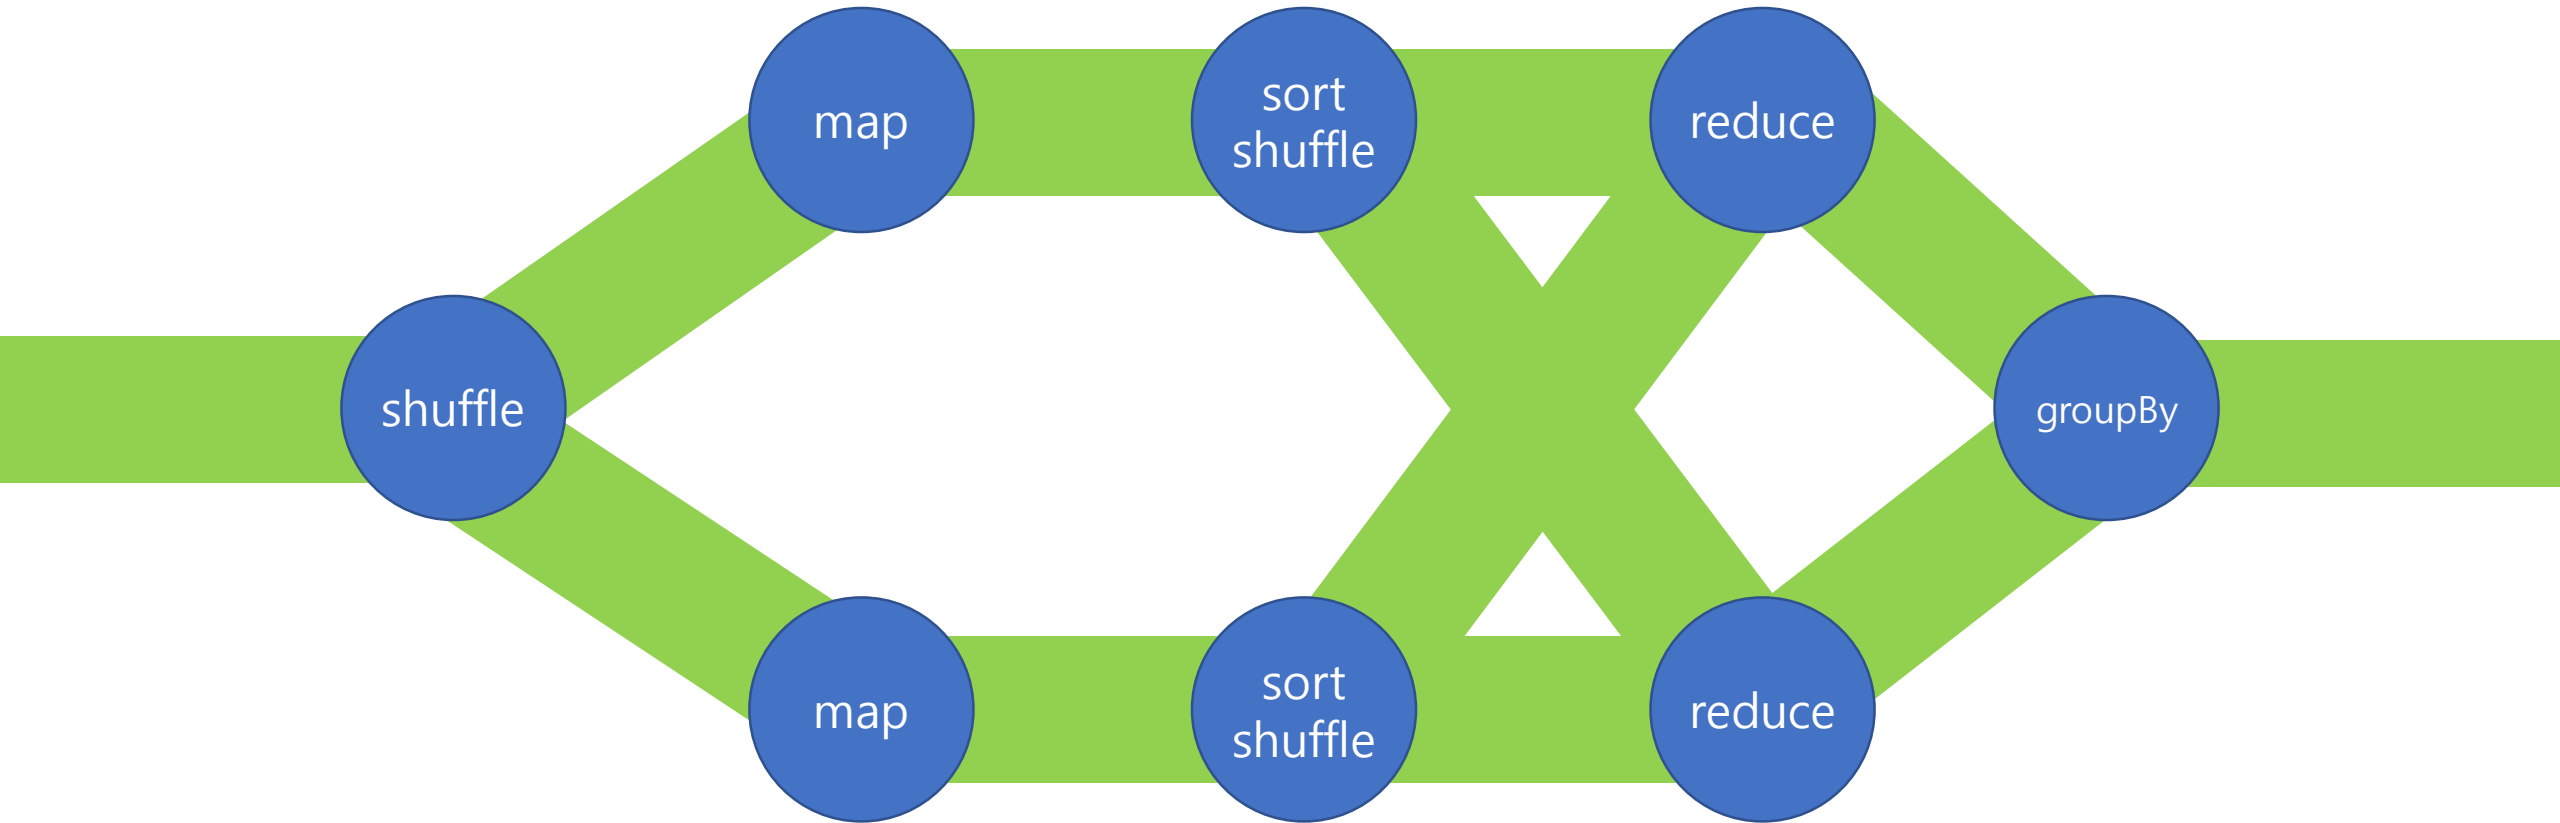 map
sort
shuffle
reduce
shuffle
groupBy
map
sort
shuffle
reduce